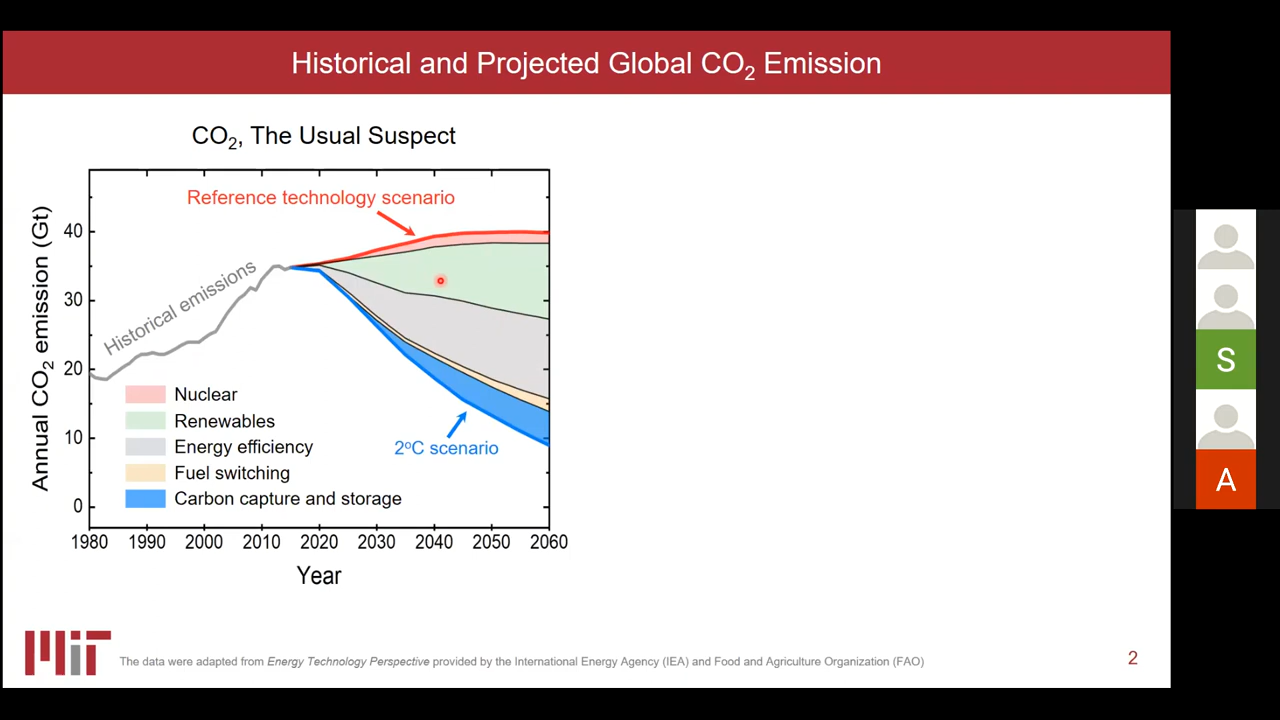 Historical and Projected Global CO₂ Emission
CO₂, The Usual Suspect
Reference technology scenario
Historical emissions
Annual CO₂ emission (Gt)
40
30
20
10
0
Nuclear
Renewables
Energy efficiency
Fuel switching
Carbon capture and storage
2°C scenario
1980 1990 2000 2010 2020 2030 2040 2050 2060
Year
S
A
MIT
The data were adapted from Energy Technology Perspective provided by the International Energy Agency (IEA) and Food and Agriculture Organization (FAO)
2